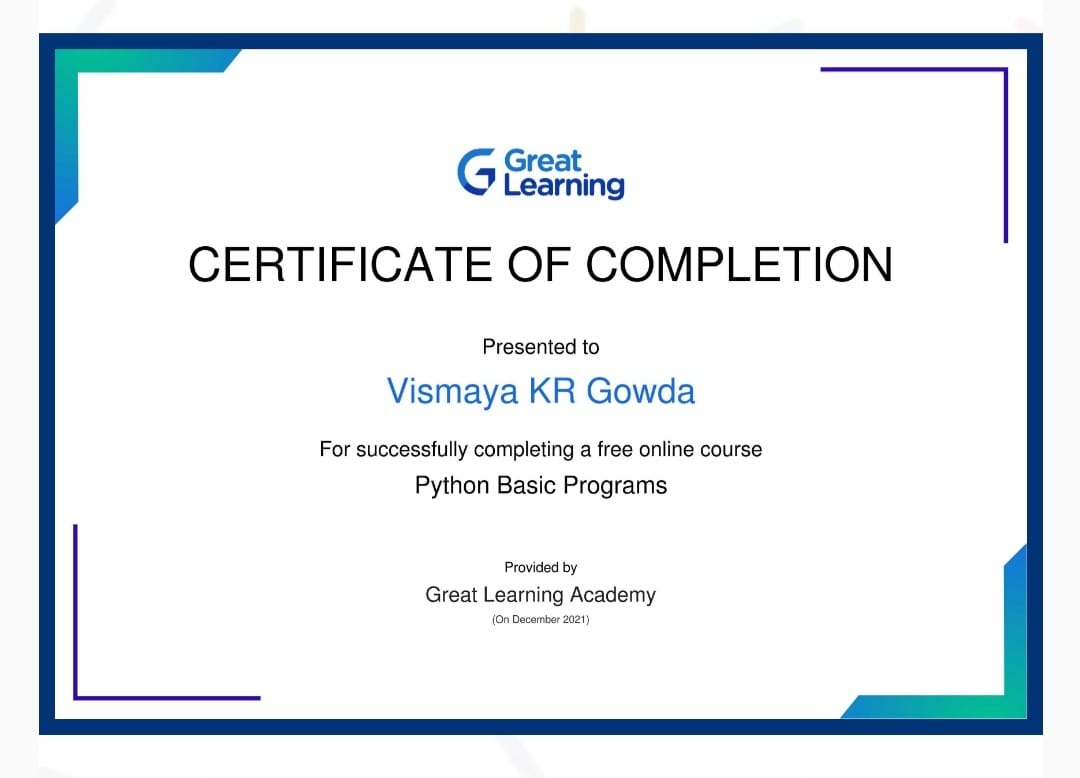 Great
Learning
CERTIFICATE OF COMPLETION
Presented to
Vismaya KR Gowda
For successfully completing a free online course
Python Basic Programs
Provided by
Great Learning Academy
(On December 2021)